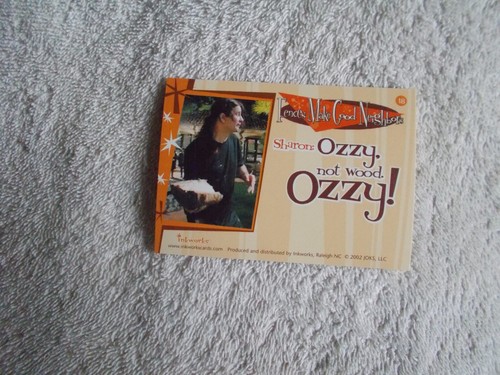 Fences Make Good Neighbors
Sharon: Ozzy,
not wood,
Ozzy!
inkworks
www.inkworkscards.com Produced and distributed by Inkworks, Raleigh NC © 2002 JOKS, LLC